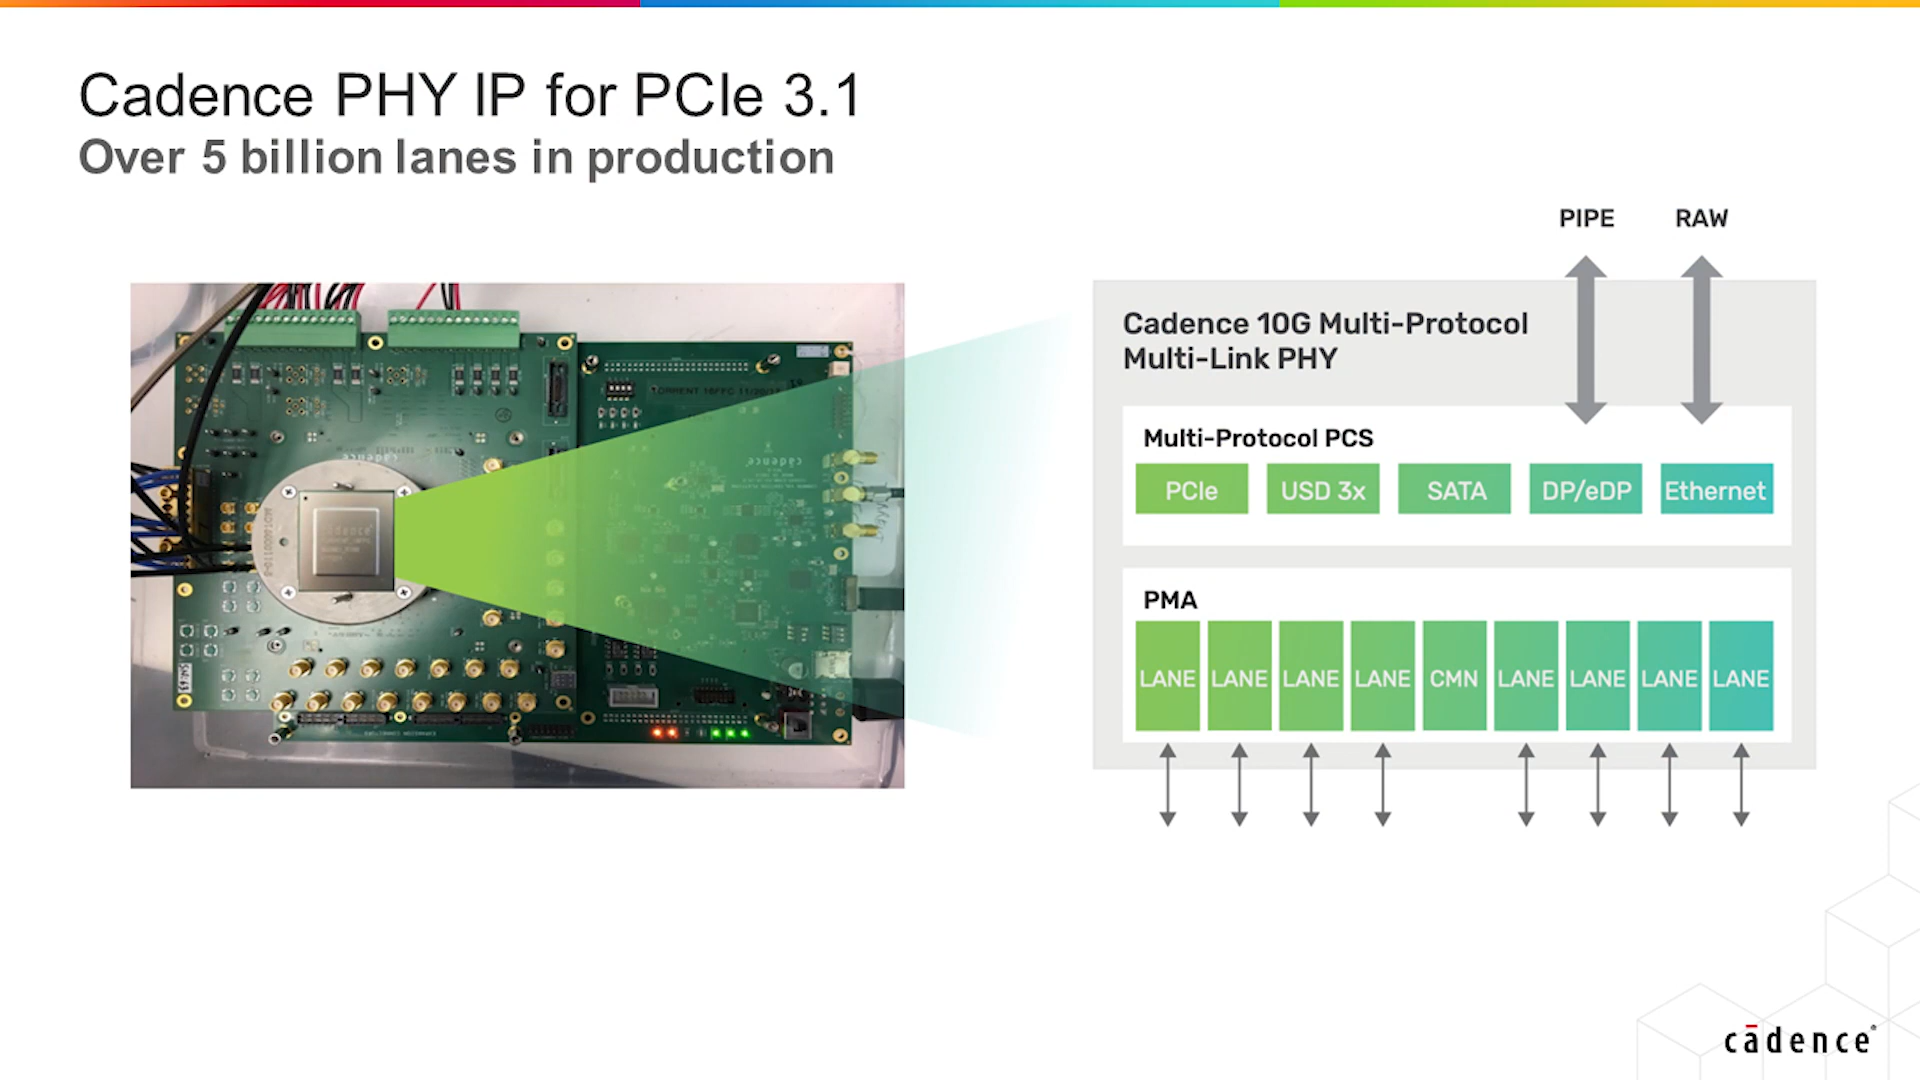 Cadence PHY IP for PCIe 3.1
Over 5 billion lanes in production
PIPE RAW
Cadence 10G Multi-Protocol
Multi-Link PHY
Multi-Protocol PCS
PCIe USD 3x SATA DP/eDP Ethernet
PMA
LANE LANE LANE LANE CMN LANE LANE LANE LANE
cadence
cādence®